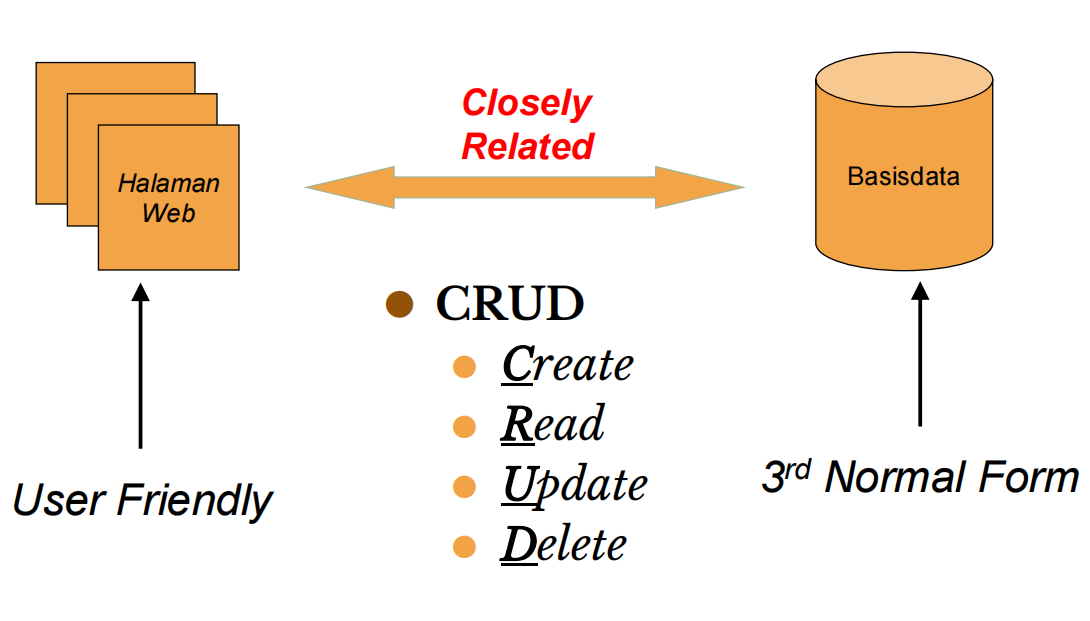 Closely
Related
Halaman
Web
Basisdata
CRUD
Create
Read
Update
Delete
User Friendly
3rd Normal Form